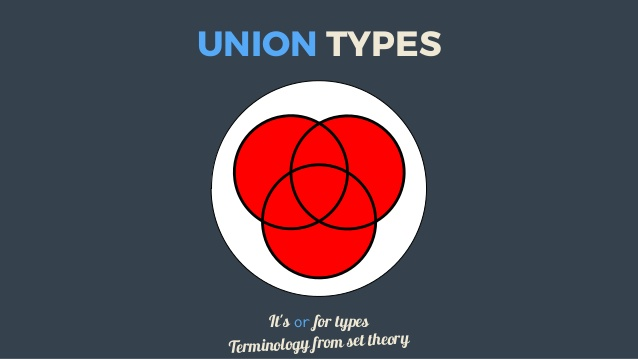 UNION TYPES
It's or for types
Terminology from set theory